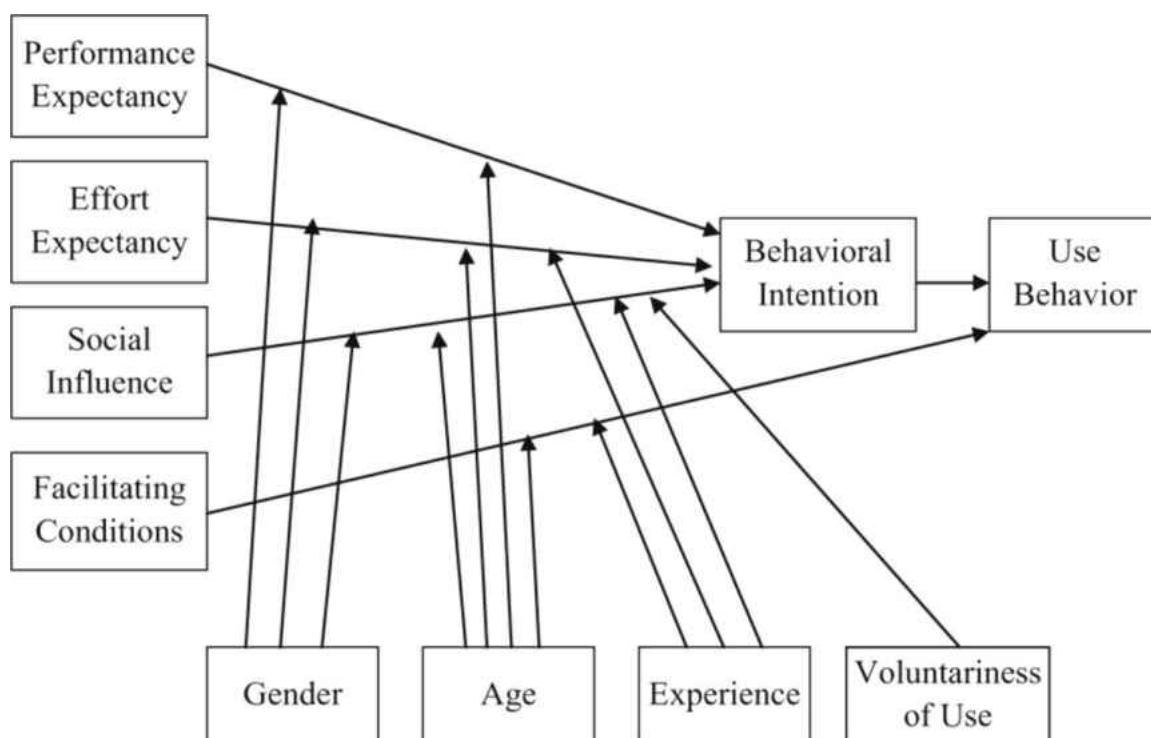 Performance
Expectancy
Effort
Expectancy
Social
Influence
Facilitating
Conditions
Behavioral
Intention
Use
Behavior
Gender
Age
Experience
Voluntariness
of Use